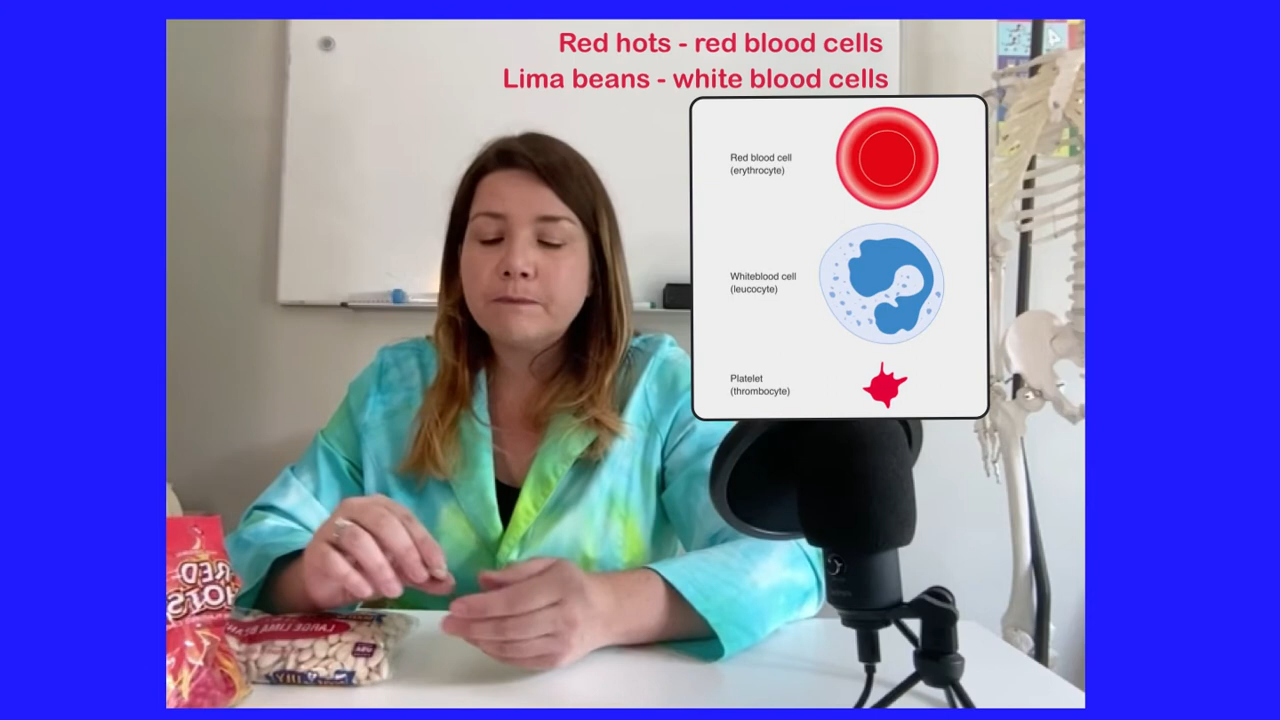 Red hots - red blood cells
Lima beans - white blood cells
Red blood cell
(erythrocyte)
Whiteblood cell
(leucocyte)
Platelet
(thrombocyte)
RED
HOTS
LARGE LIMA BEANS